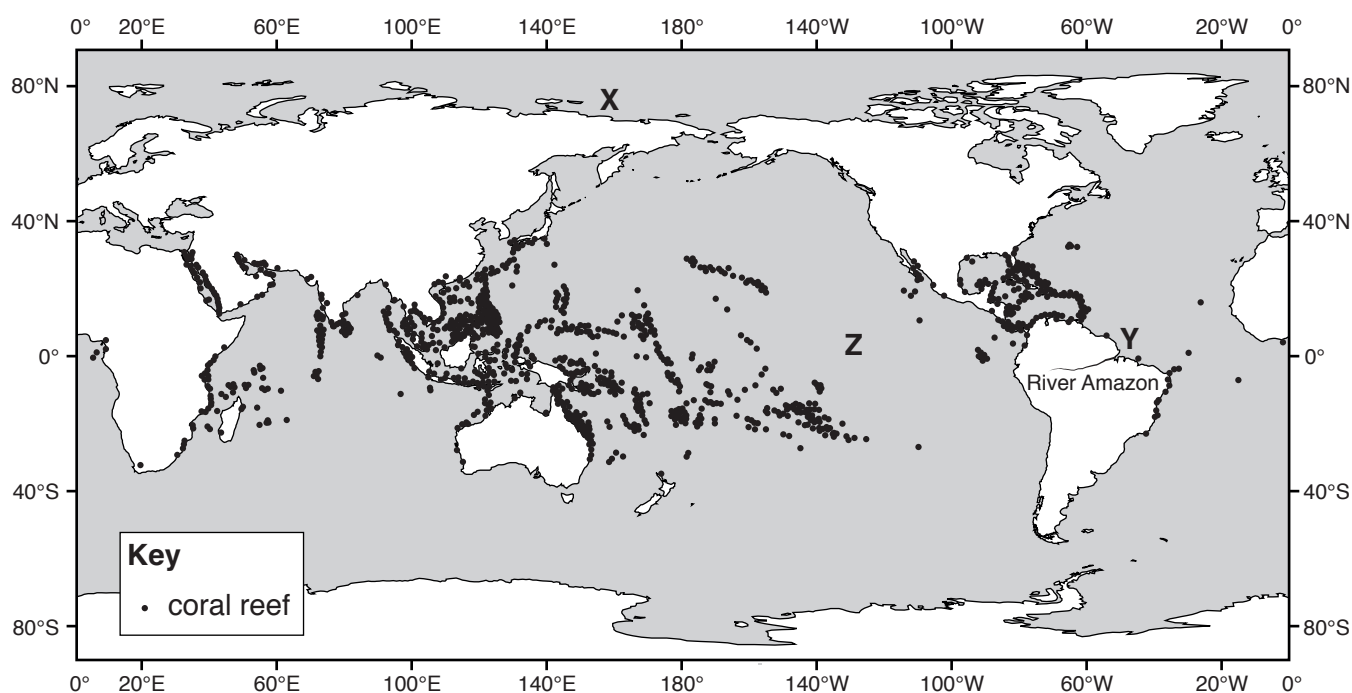 0° 20°E 60°E 100°E 140°E 180° 140°W 100°W 60°W 20°W 0°
80°N X 80°N
40°N 40°N
0° Z Y 0°
River Amazon
40°S 40°S
Key
coral reef
80°S 80°S
0° 20°E 60°E 100°E 140°E 180° 140°W 100°W 60°W 20°W 0°